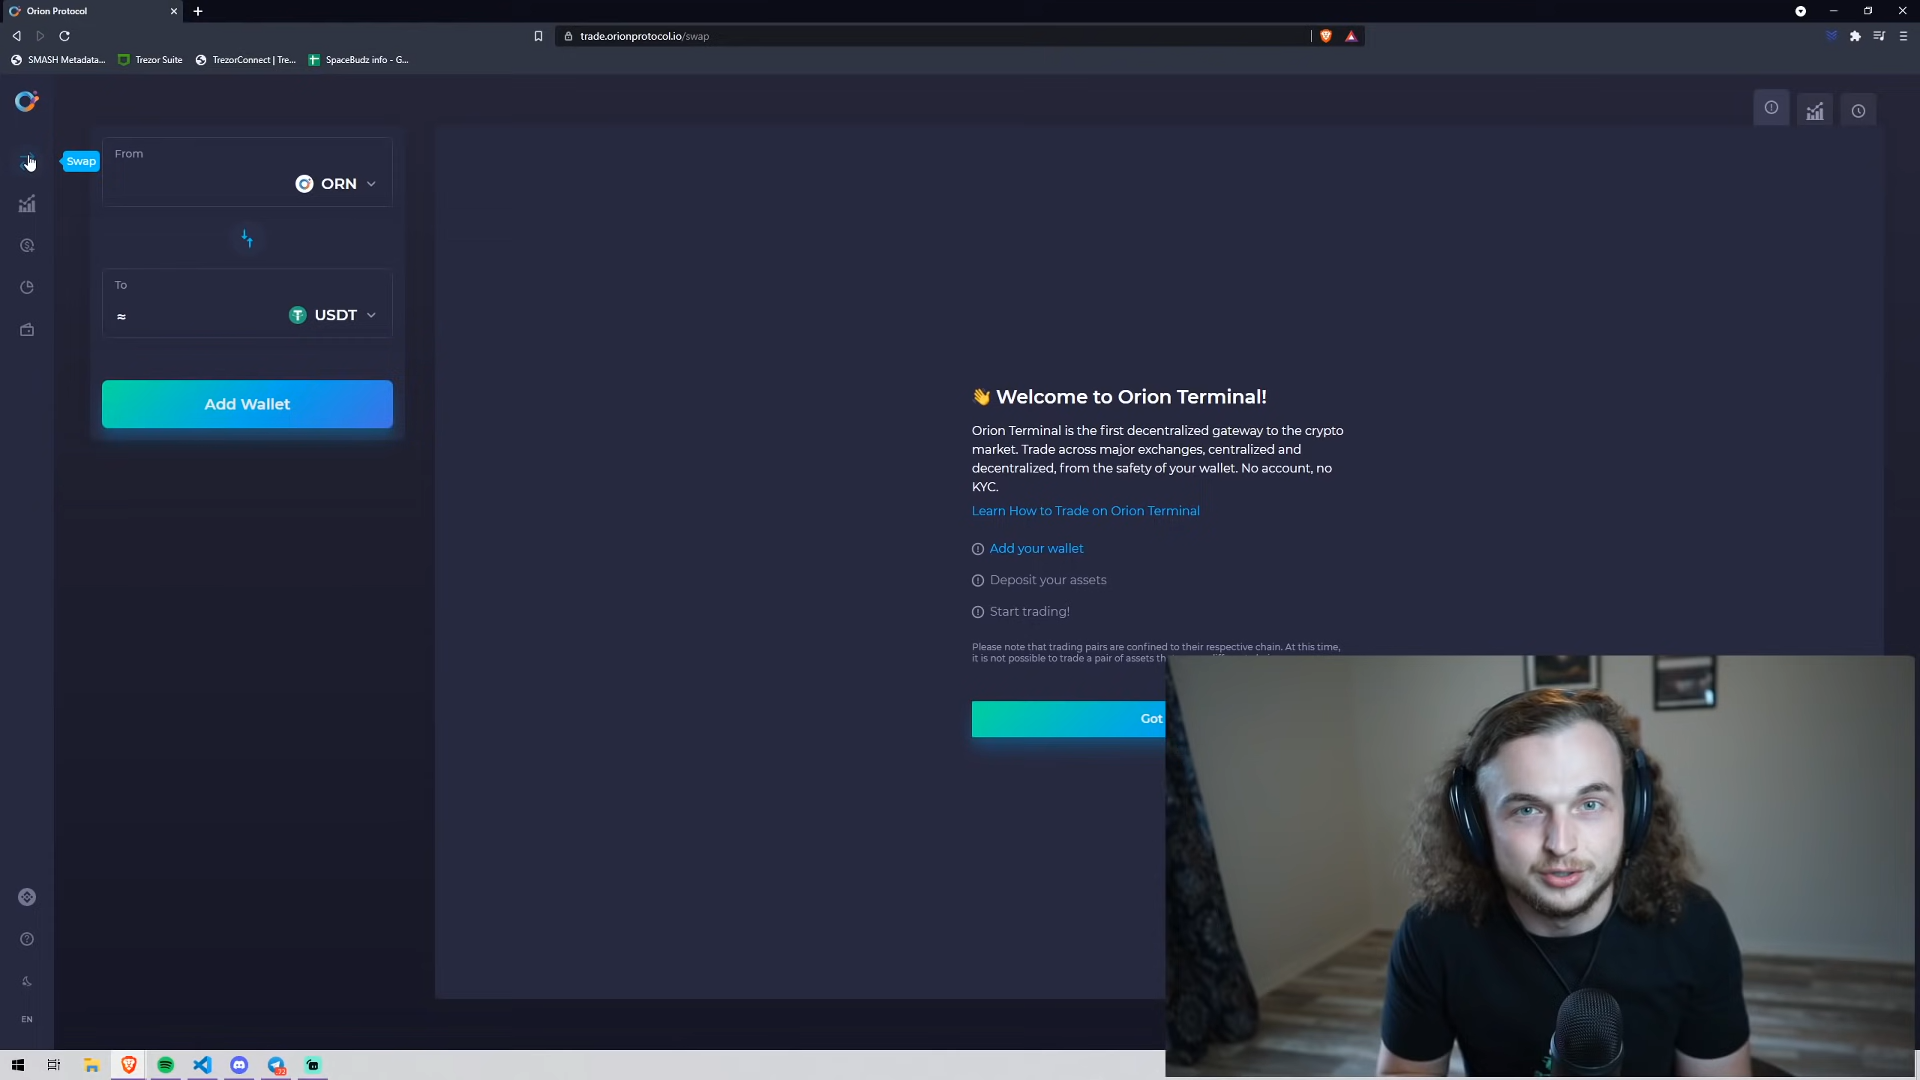 Orion Protocol
trade.orionprotocol.io/swap
SMASH Metadata...
Trezor Suite
TrezorConnect | Tre...
SpaceBudz info - G...
Swap
From
ORN
To
≈
USDT
Add Wallet
👋 Welcome to Orion Terminal!
Orion Terminal is the first decentralized gateway to the crypto
market. Trade across major exchanges, centralized and
decentralized, from the safety of your wallet. No account, no
KYC.
Learn How to Trade on Orion Terminal
Add your wallet
Deposit your assets
Start trading!
Please note that trading pairs are confined to their respective chain. At this time,
it is not possible to trade a pair of assets
Got
EN